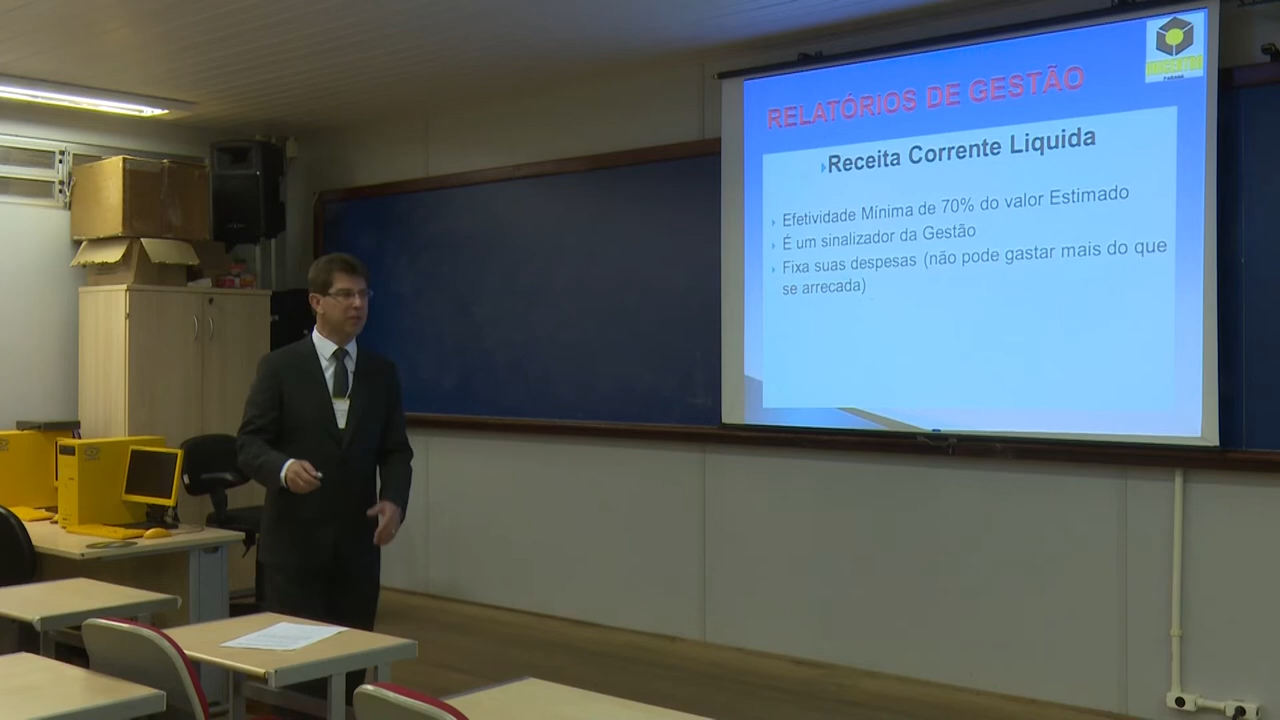 RELATÓRIOS DE GESTÃO
Receita Corrente Liquida
Efetividade Mínima de 70% do valor Estimado
É um sinalizador da Gestão
Fixa suas despesas (não pode gastar mais do que
se arrecada)
PARANÁ